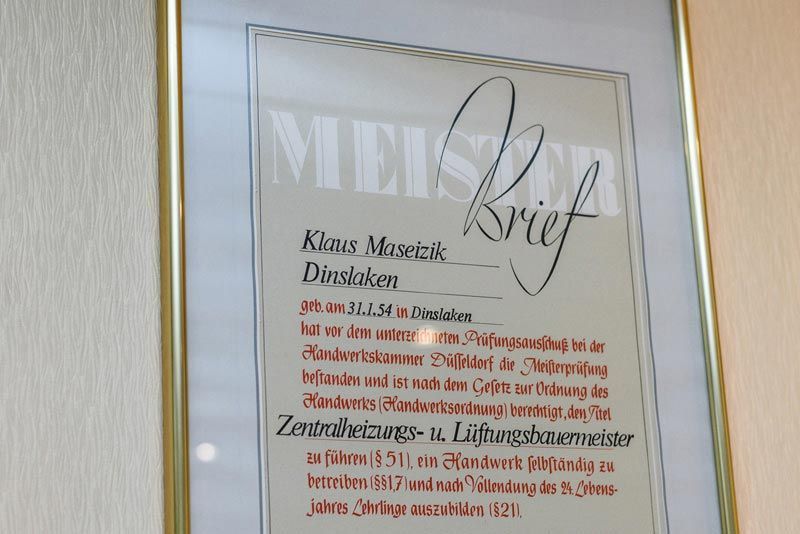 MEISTER
Brief
Klaus Maseizik
Dinslaken
geb. am 31.1.54 in Dinslaken
hat vor dem unterzeichneten Prüfungsausschuß bei der
Handwerkskammer Düsseldorf die Meisterprüfung
bestanden und ist nach dem Gesetz zur Ordnung des
Handwerks (Handwerksordnung) berechtigt, den Titel
Zentralheizungs- u. Lüftungsbauermeister
zu führen (§ 51), ein Handwerk selbständig zu
betreiben (§§1,7) und nach Vollendung des 24. Lebens-
jahres Lehrlinge auszubilden (§21).